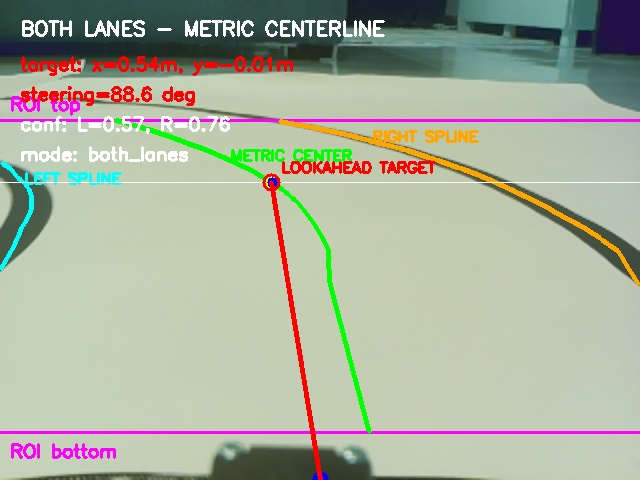 BOTH LANES - METRIC CENTERLINE
target: x=0.54m, y=-0.01m
steering=88.6 deg
ROI top
conf: L=0.57, R=0.76
RIGHT SPLINE
mode: both_lanes
METRIC CENTER
LOOKAHEAD TARGET
LEFT SPLINE
ROI bottom